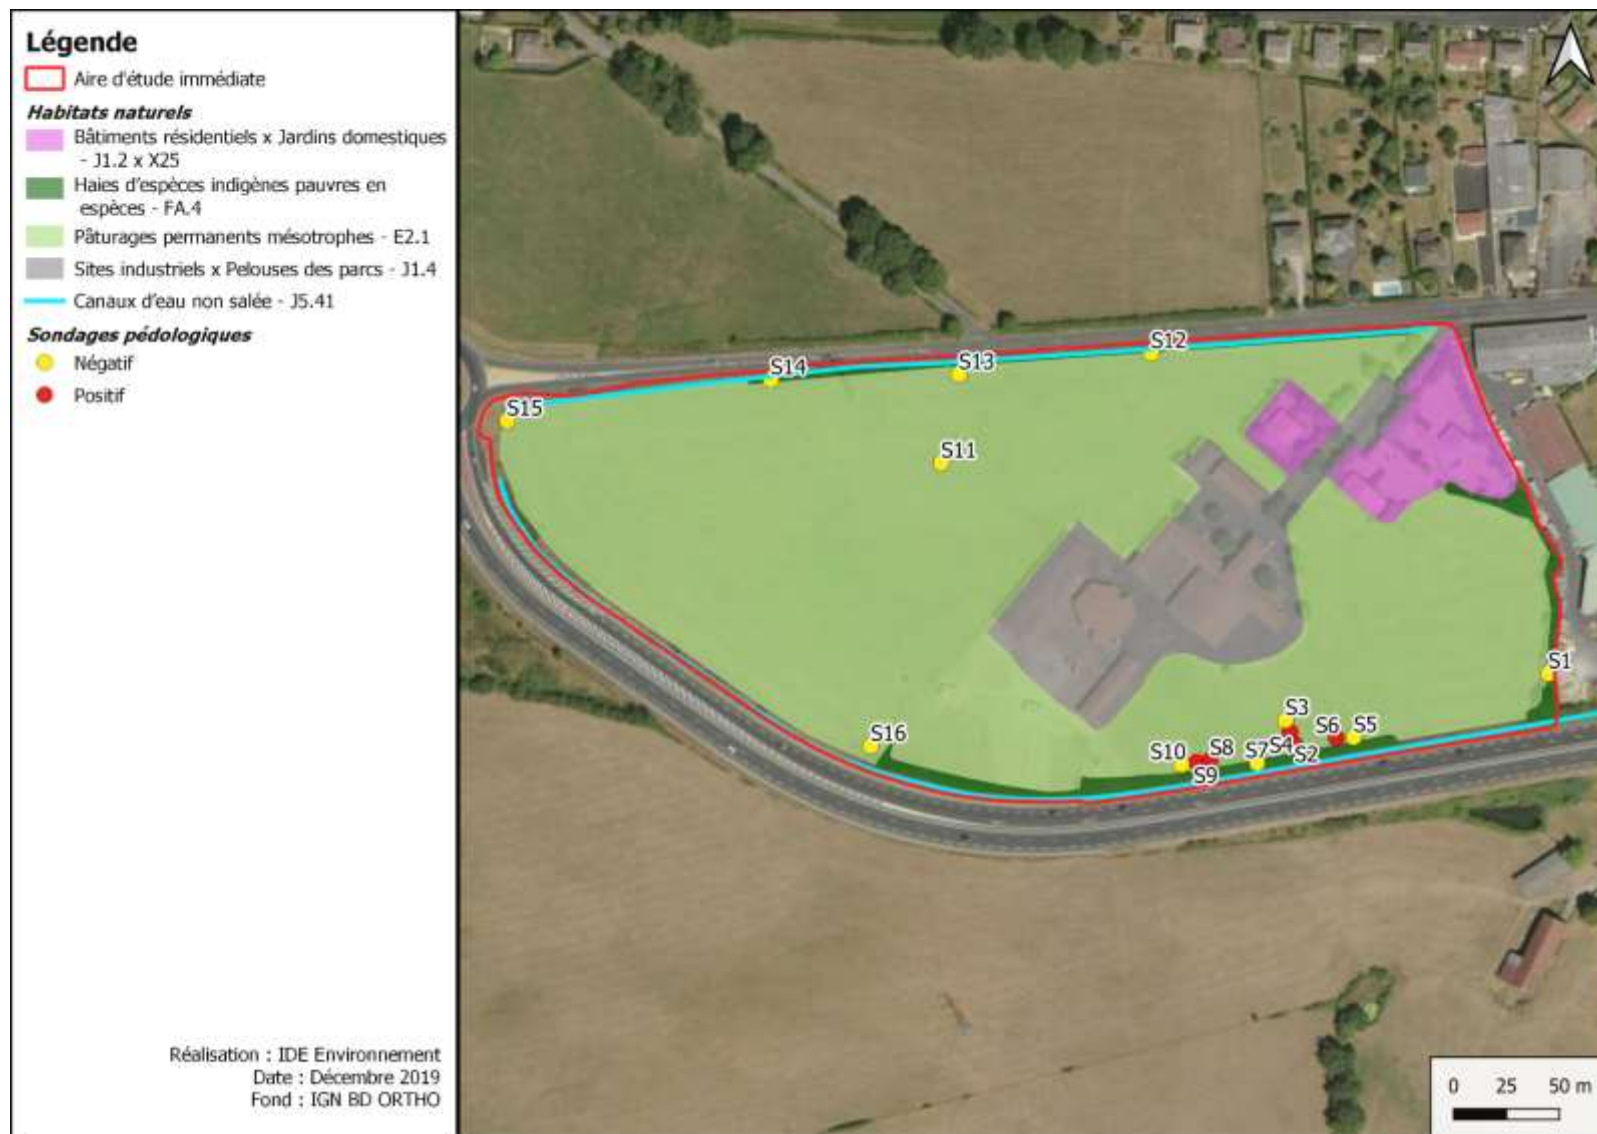 Légende
Aire d'étude immédiate
Habitats naturels
Bâtiments résidentiels x Jardins domestiques
- J1.2 x X25
Haies d'espèces indigènes pauvres en
espèces - FA.4
Pâturages permanents mésotrophes - E2.1
Sites industriels x Pelouses des parcs - J1.4
Canaux d'eau non salée - J5.41
Sondages pédologiques
Négatif
Positif
Réalisation : IDE Environnement
Date : Décembre 2019
Fond : IGN BD ORTHO
S12
S14
S13
S15
S11
S1
S3
S6
S5
S16
S10
S8
S7
S4
S2
S9
0 25 50 m